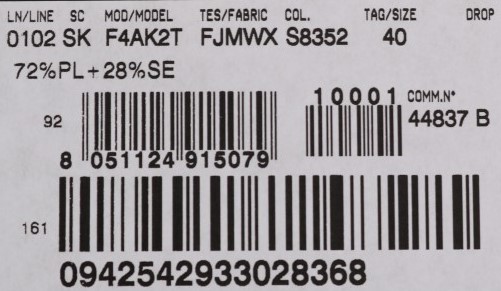 LN/LINE SC MOD/MODEL TES/FABRIC COL. TAG/SIZE DROP
0102 SK F4AK2T FJMWX S8352 40
72%PL+28%SE
10001 COMM.N°
92 44837 B
8 051124 915079
161
0942542933028368